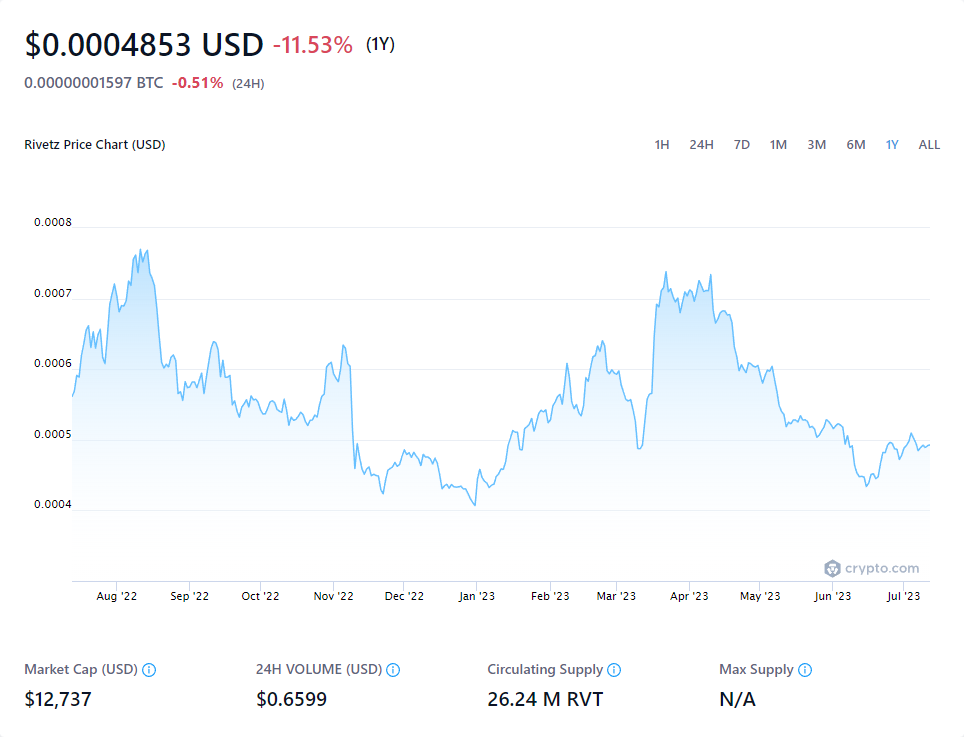 $0.0004853 USD -11.53% (1Y)
0.00000001597 BTC -0.51% (24H)
Rivetz Price Chart (USD) 1H 24H 7D 1M 3M 6M 1Y ALL
0.0008
0.0007
0.0006
0.0005
0.0004
crypto.com
Aug '22 Sep '22 Oct '22 Nov '22 Dec '22 Jan '23 Feb '23 Mar '23 Apr '23 May '23 Jun '23 Jul '23
Market Cap (USD) 24H VOLUME (USD) Circulating Supply Max Supply
$12,737 $0.6599 26.24 M RVT N/A